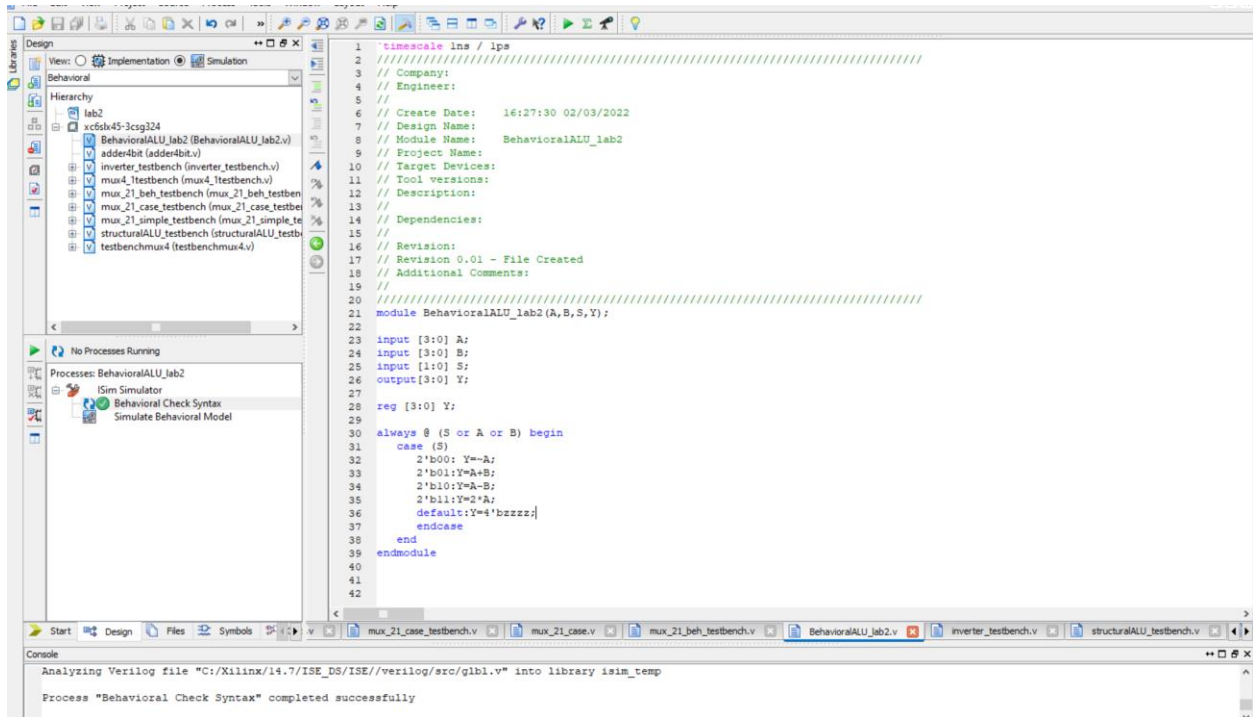 Design
View:
Implementation
Simulation
Behavioral
Hierarchy
lab2
xc6slx45-3csg324
BehavioralALU_lab2 (BehavioralALU_lab2.v)
adder4bit (adder4bit.v)
inverter_testbench (inverter_testbench.v)
mux4_1testbench (mux4_1testbench.v)
mux_21_beh_testbench (mux_21_beh_testben
mux_21_case_testbench (mux_21_case_testbe
mux_21_simple_testbench (mux_21_simple_te
structuralALU_testbench (structuralALU_testb
testbenchmux4 (testbenchmux4.v)
No Processes Running
Processes: BehavioralALU_lab2
ISim Simulator
Behavioral Check Syntax
Simulate Behavioral Model
Start
Design
Files
Symbols
Libraries
1 `timescale 1ns / 1ps
2 //////////////////////////////////////////////////////////////////////////////////
3 // Company:
4 // Engineer:
5 //
6 // Create Date:    16:27:30 02/03/2022
7 // Design Name:
8 // Module Name:    BehavioralALU_lab2
9 // Project Name:
10 // Target Devices:
11 // Tool versions:
12 // Description:
13 //
14 // Dependencies:
15 //
16 // Revision:
17 // Revision 0.01 - File Created
18 // Additional Comments:
19 //
20 //////////////////////////////////////////////////////////////////////////////////
21 module BehavioralALU_lab2(A,B,S,Y);
22
23 input [3:0] A;
24 input [3:0] B;
25 input [1:0] S;
26 output[3:0] Y;
27
28 reg [3:0] Y;
29
30 always @ (S or A or B) begin
31    case (S)
32       2'b00: Y=~A;
33       2'b01:Y=A+B;
34       2'b10:Y=A-B;
35       2'b11:Y=2*A;
36       default:Y=4'bzzzz;
37       endcase
38    end
39 endmodule
40
41
42
.v
mux_21_case_testbench.v
mux_21_case.v
mux_21_beh_testbench.v
BehavioralALU_lab2.v
inverter_testbench.v
structuralALU_testbench.v
Console
Analyzing Verilog file "C:/Xilinx/14.7/ISE_DS/ISE//verilog/src/glbl.v" into library isim_temp
Process "Behavioral Check Syntax" completed successfully